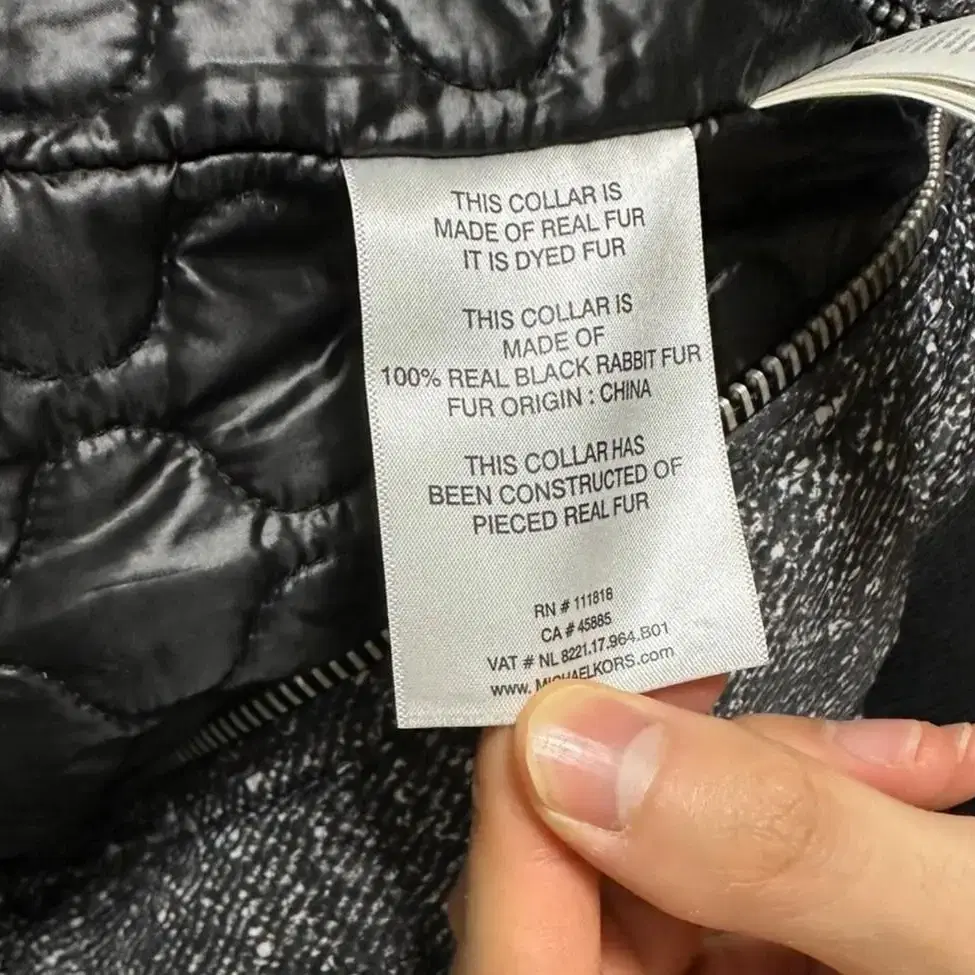 THIS COLLAR IS
MADE OF REAL FUR
IT IS DYED FUR
THIS COLLAR IS
MADE OF
100% REAL BLACK RABBIT FUR
FUR ORIGIN : CHINA
THIS COLLAR HAS
BEEN CONSTRUCTED OF
PIECED REAL FUR
RN # 111818
CA # 45885
VAT # NL 8221.17.964.B01
www.MICHAELKORS.com